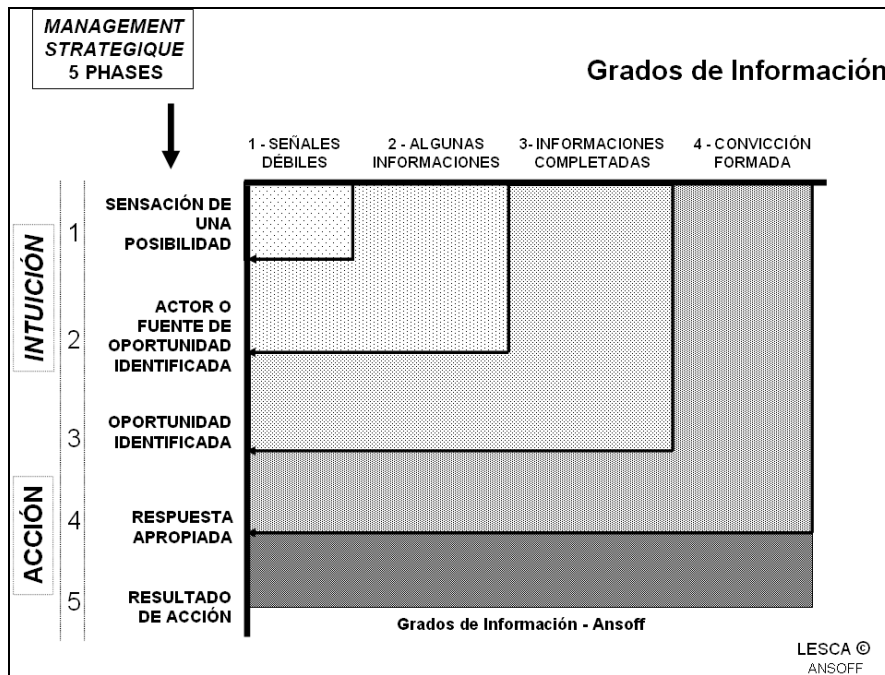 MANAGEMENT
STRATEGIQUE
5 PHASES
Grados de Información
1 - SEÑALES
DÉBILES
2 - ALGUNAS
INFORMACIONES
3- INFORMACIONES
COMPLETADAS
4 - CONVICCIÓN
FORMADA
INTUICIÓN
1
SENSACIÓN DE
UNA
POSIBILIDAD
2
ACTOR O
FUENTE DE
OPORTUNIDAD
IDENTIFICADA
3
OPORTUNIDAD
IDENTIFICADA
ACCIÓN
4
RESPUESTA
APROPIADA
5
RESULTADO
DE ACCIÓN
Grados de Información - Ansoff
LESCA ©
ANSOFF